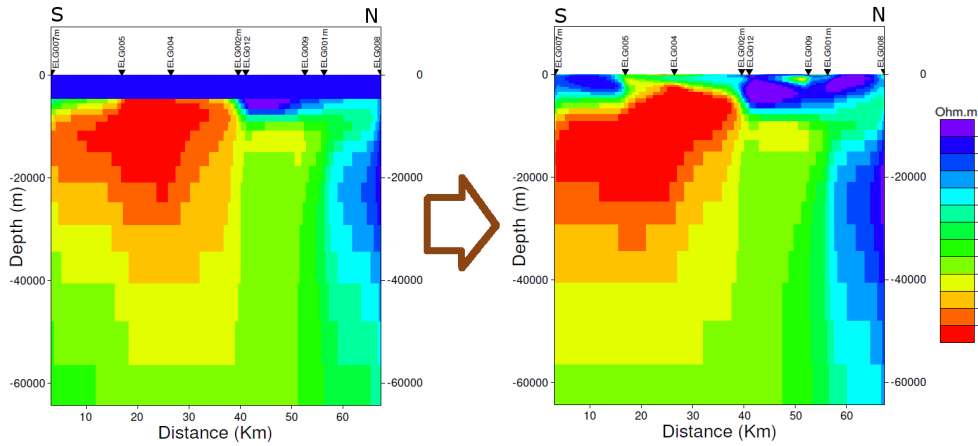 S N S N
ELG007m ELG005 ELG004 ELG002m ELG012 ELG009 ELG001m ELG008 ELG007m ELG005 ELG004 ELG002m ELG012 ELG009 ELG001m ELG008
0 0 0 0
Ohm.m
-20000 -20000 -20000 -20000
Depth (m) Depth (m)
-40000 -40000 -40000 -40000
-60000 -60000 -60000 -60000
10 20 30 40 50 60 10 20 30 40 50 60
Distance (Km) Distance (Km)